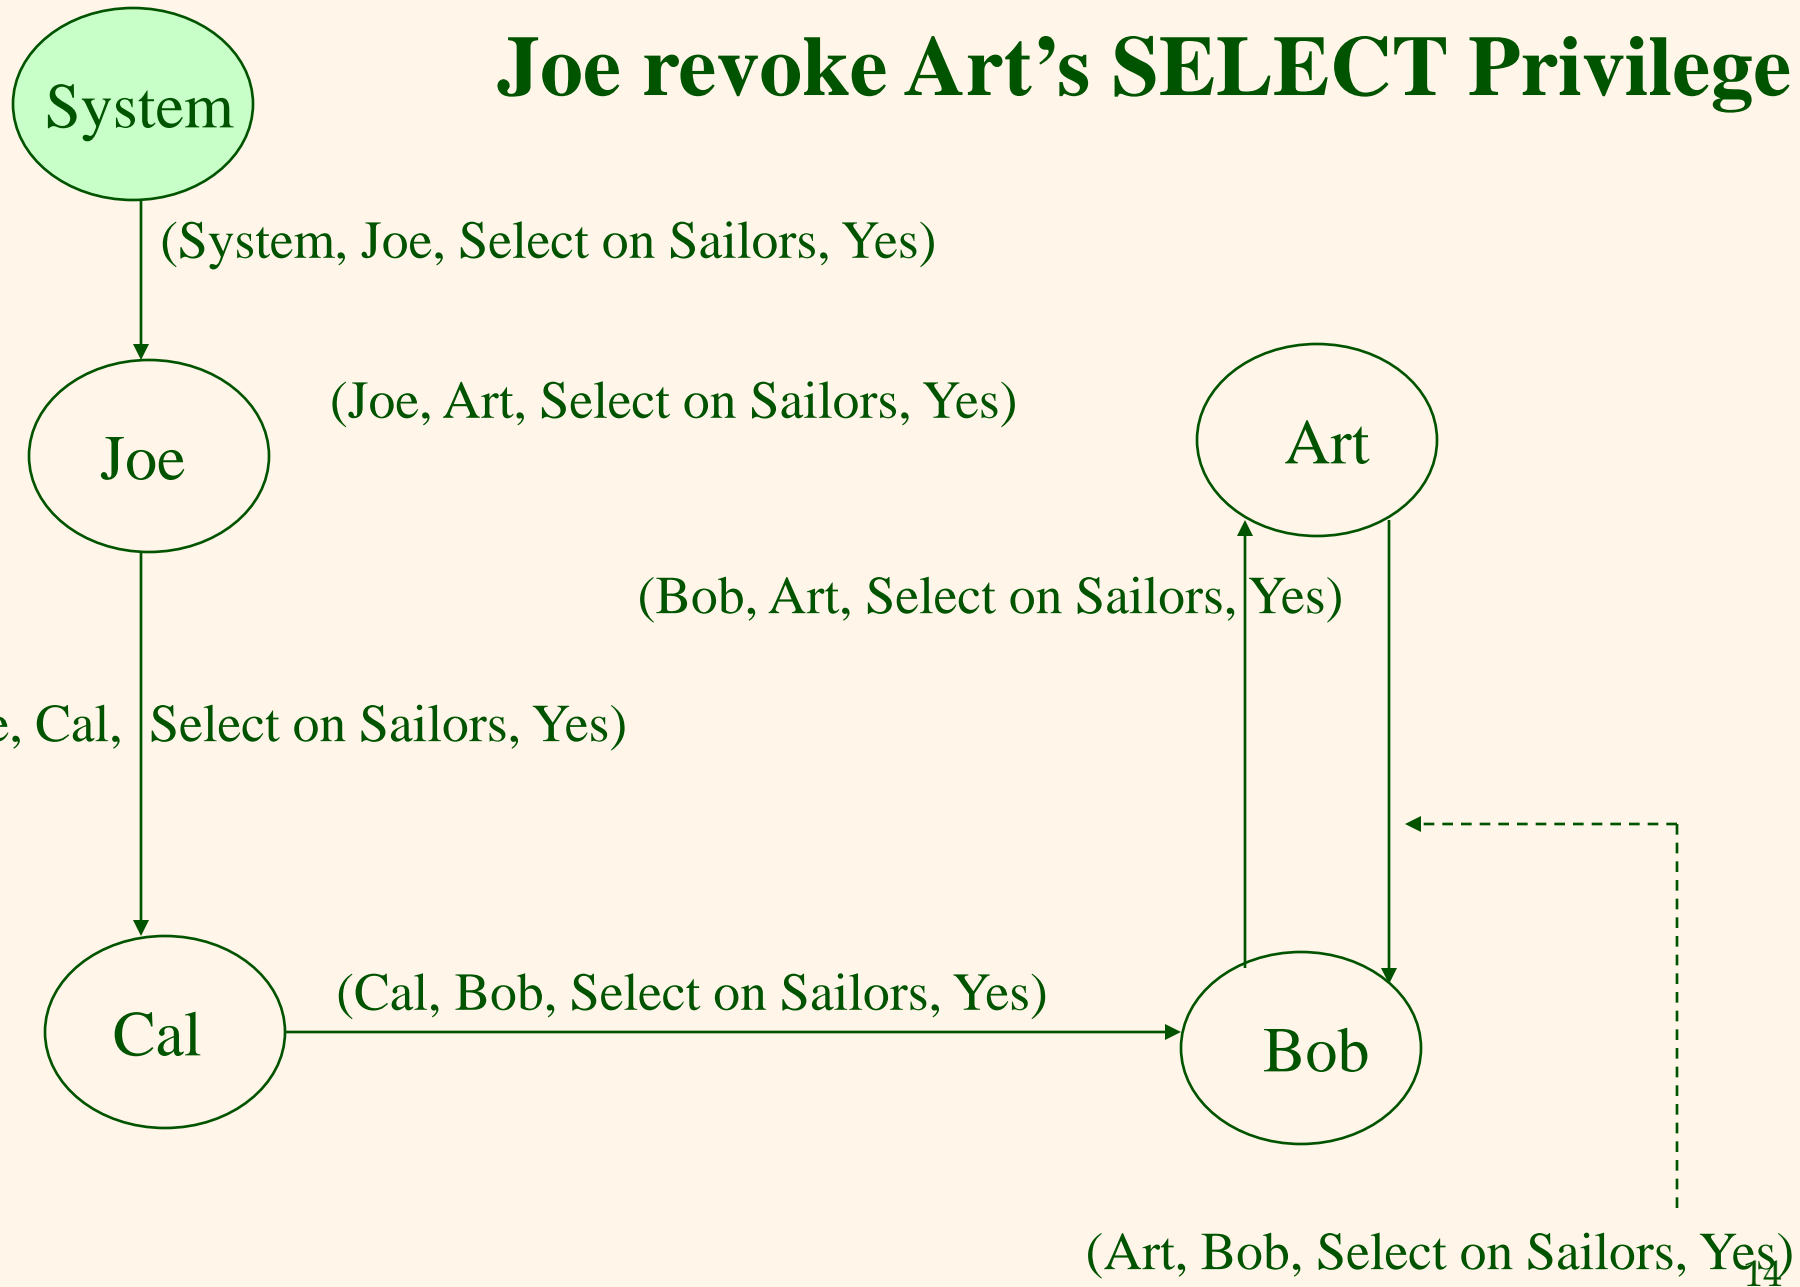 Joe revoke Art’s SELECT Privilege
System
(System, Joe, Select on Sailors, Yes)
(Joe, Art, Select on Sailors, Yes)
Joe
Art
(Bob, Art, Select on Sailors, Yes)
e, Cal, Select on Sailors, Yes)
(Cal, Bob, Select on Sailors, Yes)
Cal
Bob
(Art, Bob, Select on Sailors, Yes)
14